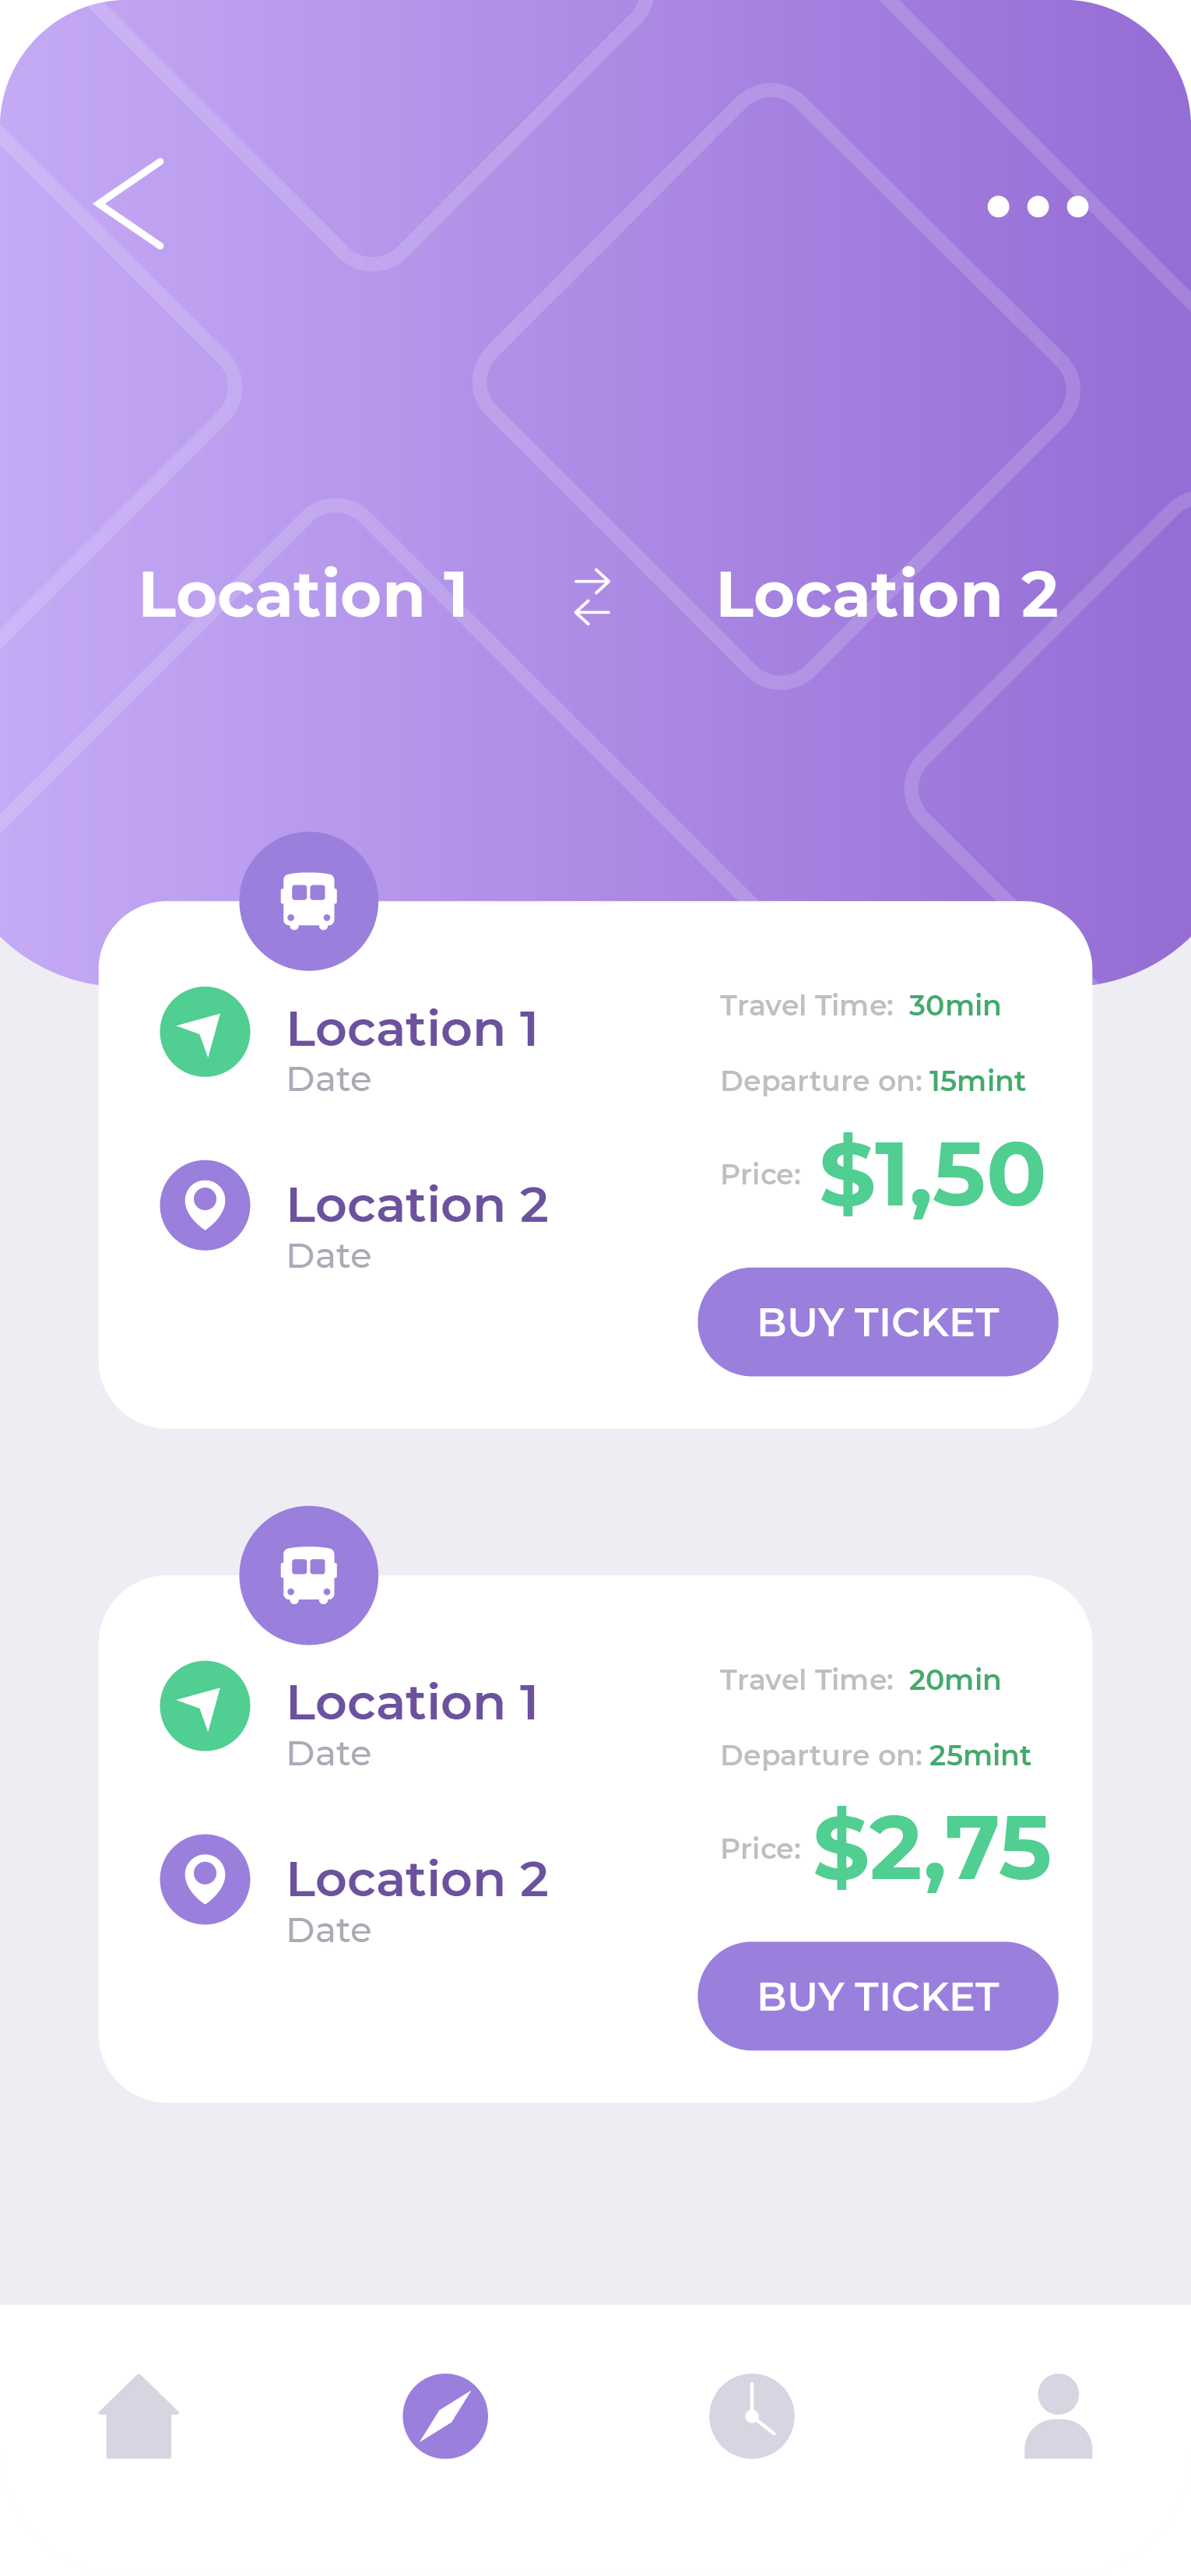 Location 1
Location 2
Location 1
Date
Location 2
Date
Travel Time: 30min
Departure on: 15mint
Price: $1,50
BUY TICKET
Location 1
Date
Location 2
Date
Travel Time: 20min
Departure on: 25mint
Price: $2,75
BUY TICKET